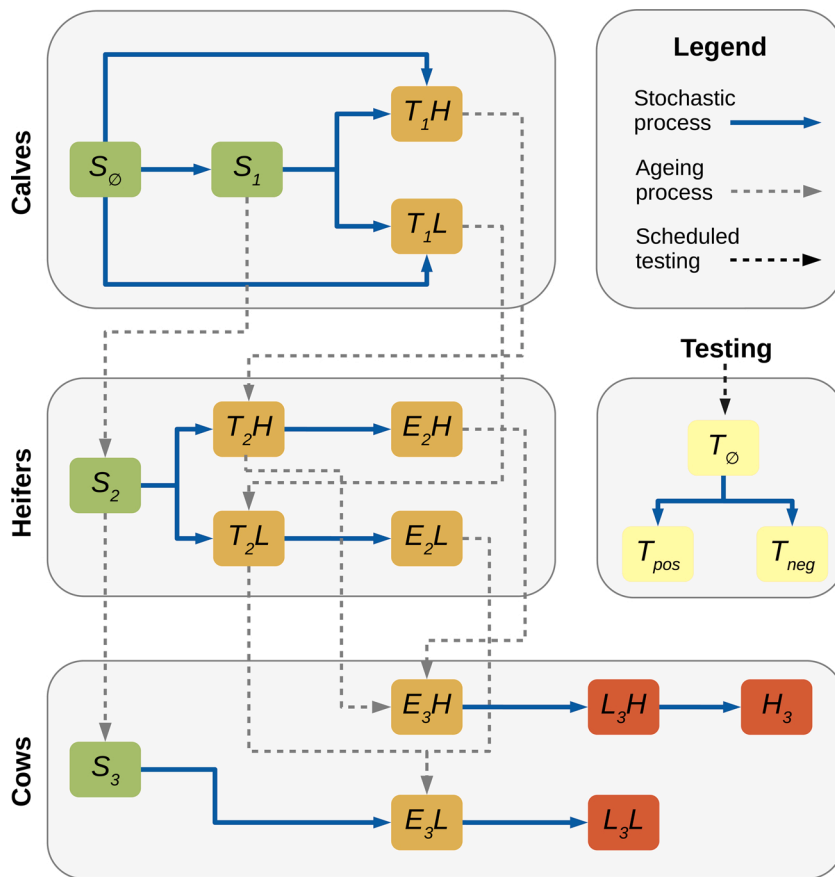 Calves
S∅
S1
T1H
T1L
Legend
Stochastic
process
Ageing
process
Scheduled
testing
Heifers
S2
T2H
E2H
T2L
E2L
Testing
T∅
Tpos
Tneg
Cows
S3
E3H
L3H
H3
E3L
L3L